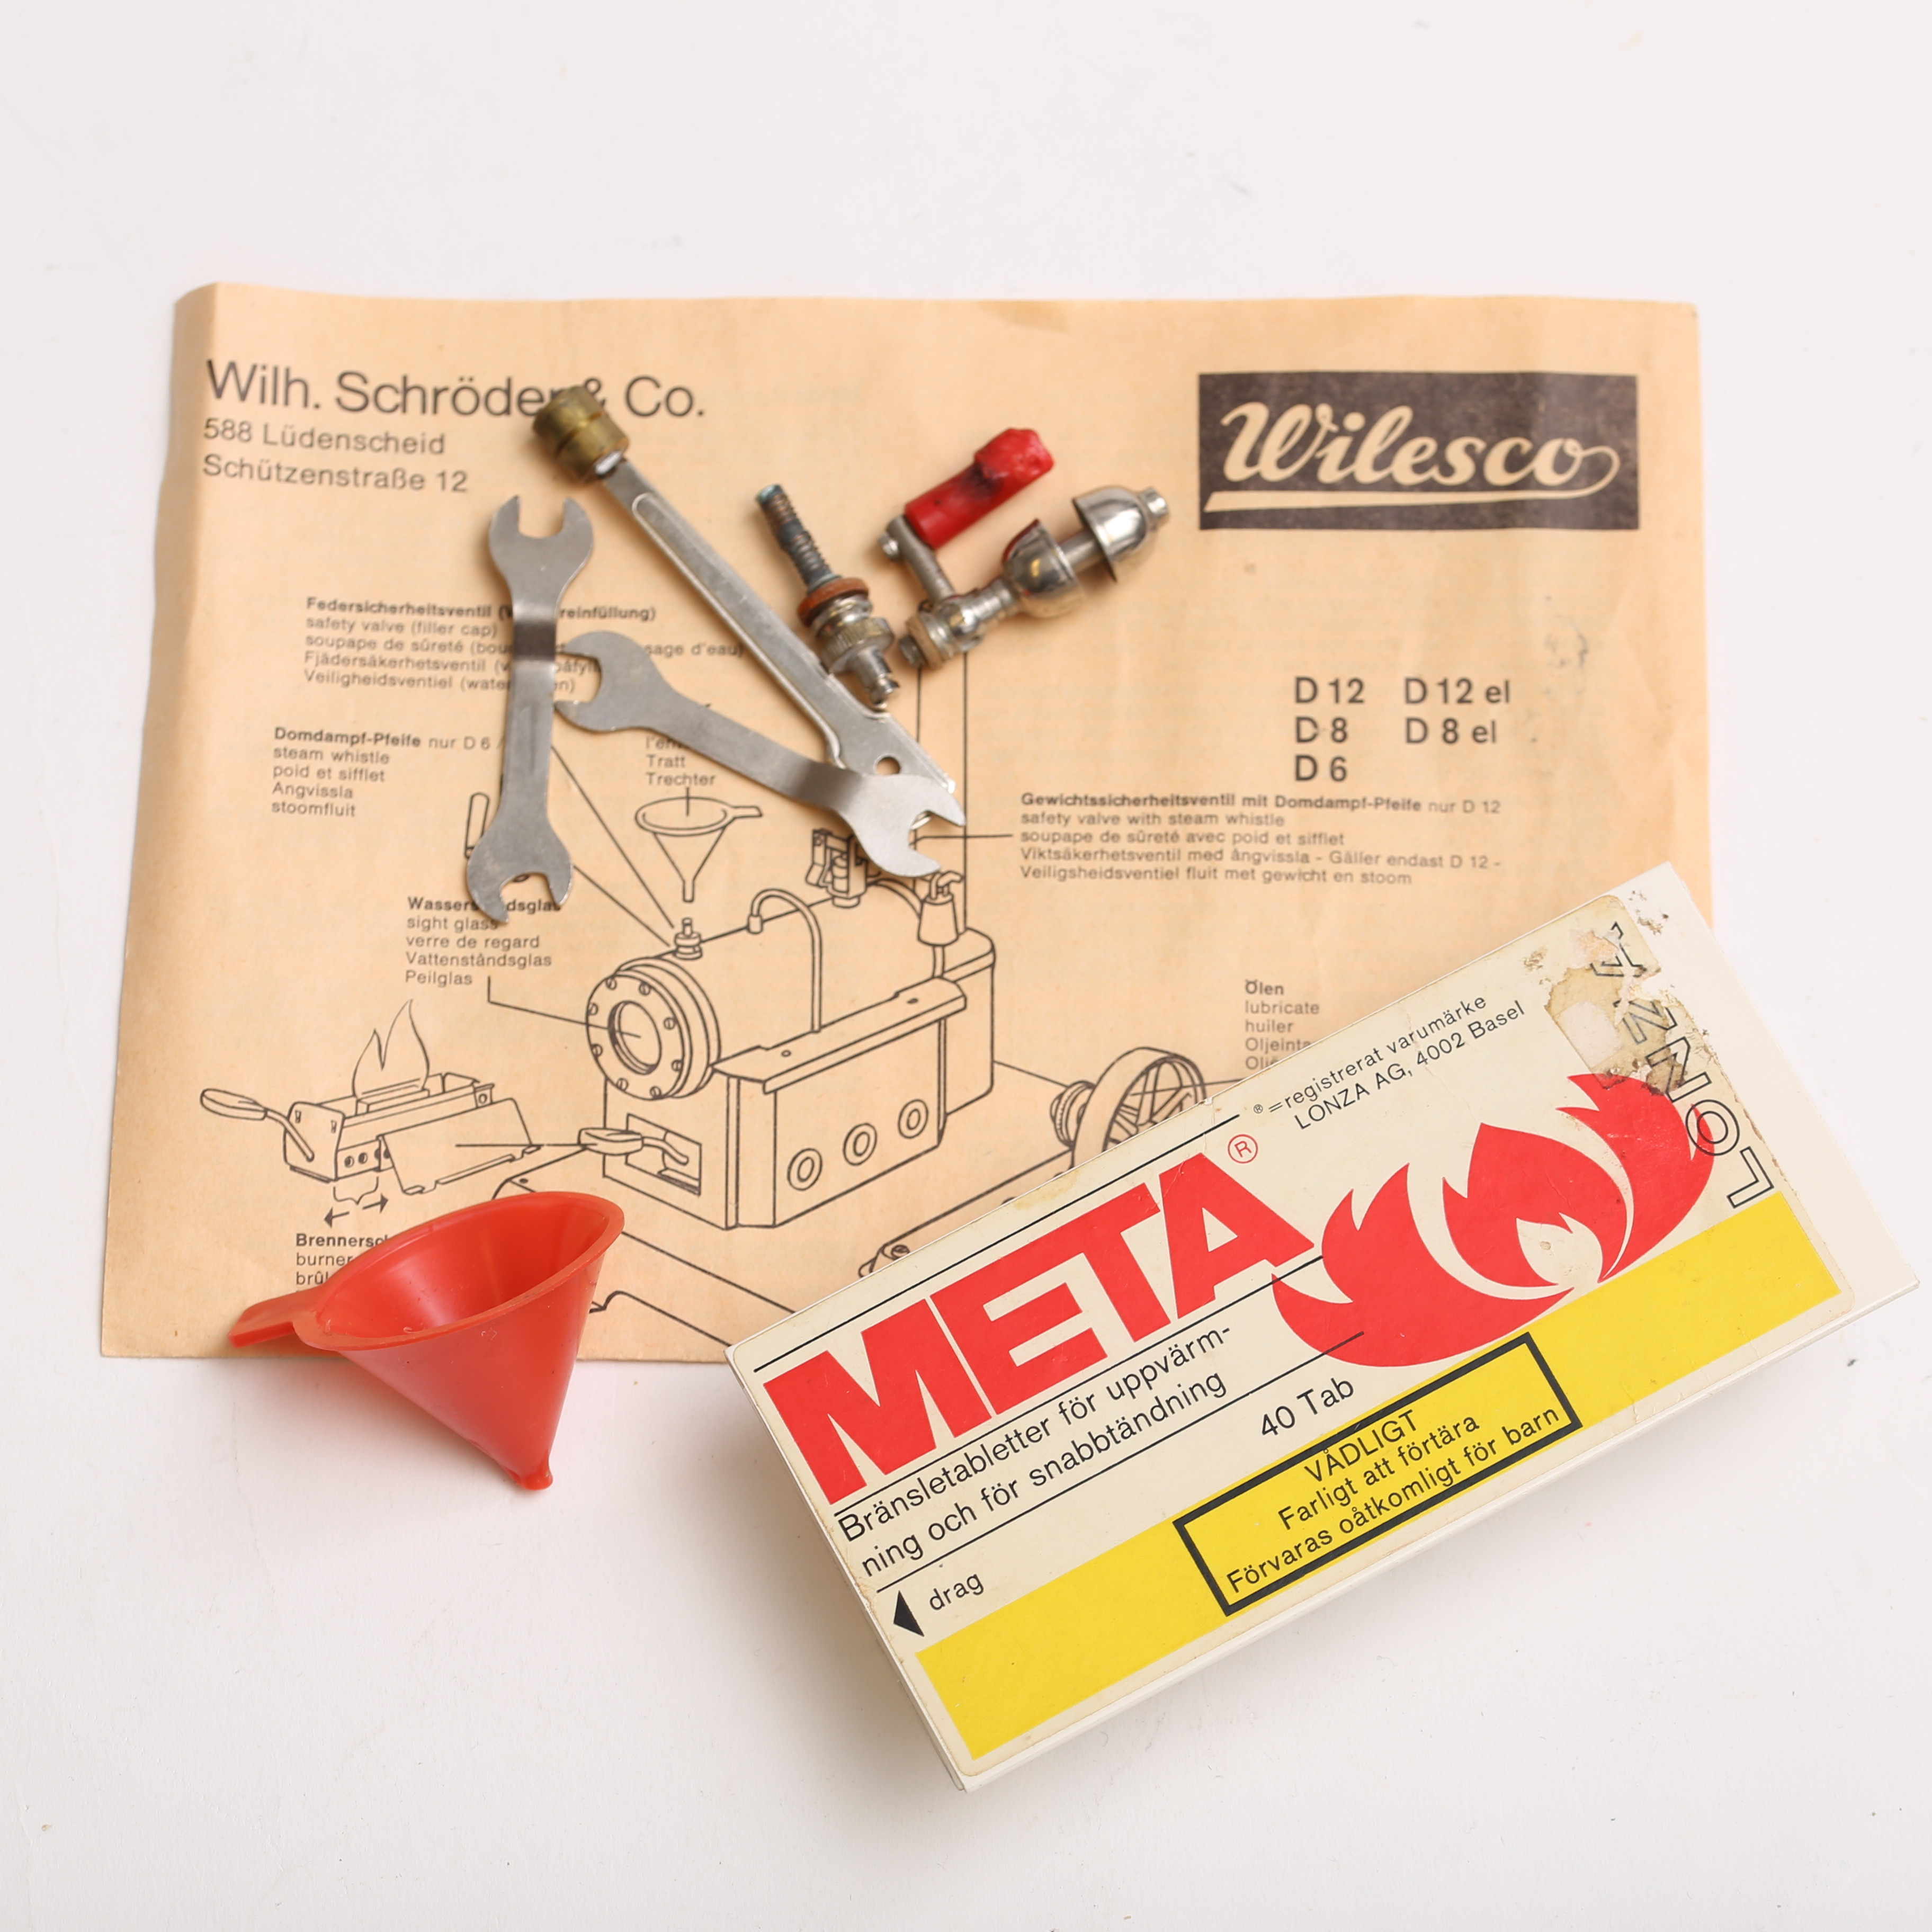 Wilh. Schröder & Co.
588 Lüdenscheid
Schützenstraße 12
Wilesco
D 12 D 12 el
D 8 D 8 el
D 6
Federsicherheitsventil reinfüllung)
safety valve (filler cap)
soupape de sûreté sage d'eau)
Fjädersäkerhetsventil
Veiligheidsventiel
Domdampf-Pfeife nur D 6
steam whistle
poid et sifflet
Angvissla
stoomfluit
Tratt
Trechter
Gewichtssicherheitsventil mit Domdampf-Pfeife nur D 12
safety valve with steam whistle
soupape de sûreté avec poid et sifflet
Viktsäkerhetsventil med ångvissla - Gäller endast D 12 -
Veiligsheidsventiel fluit met gewicht en stoom
sight glass
verre de regard
Vattenståndsglas
Peilglas
Ölen
lubricate
huiler
burner
® = registrerat varumärke
LONZA AG, 4002 Basel
LONZA
META®
Bränsletabletter för uppvärm-
ning och för snabbtändning
40 Tab
drag
VÅDLIGT
Farligt att förtära
Förvaras oåtkomligt för barn